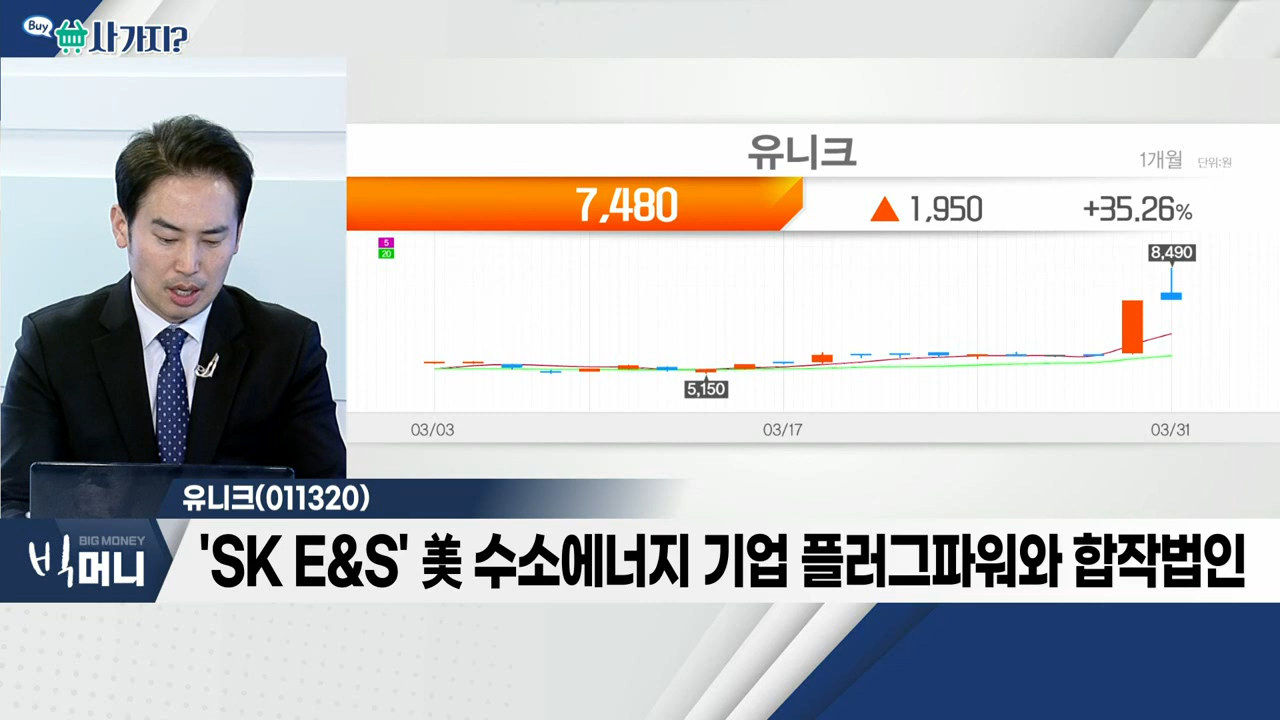 Buy
사가지?
유니크
1개월 단위:원
7,480 ▲ 1,950 +35.26%
5
20
8,490
5,150
03/03 03/17 03/31
유니크(011320)
BIG MONEY
빅머니
'SK E&S' 美 수소에너지 기업 플러그파워와 합작법인